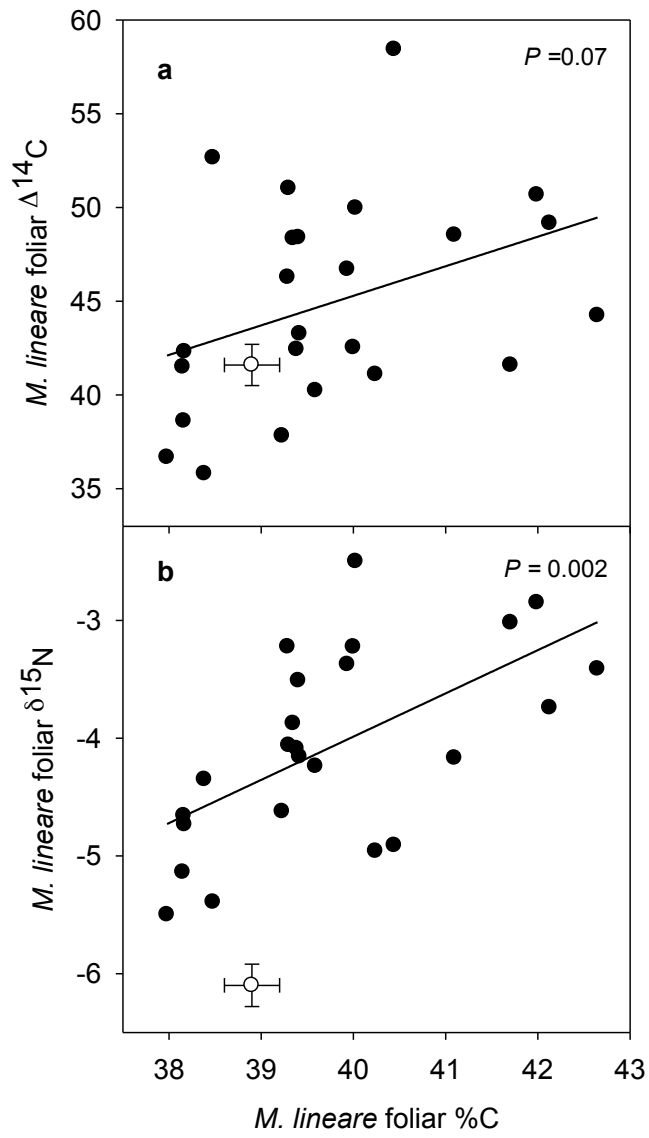 60
55
50
45
40
35
a
P =0.07
M. lineare foliar Δ14C
-3
-4
-5
-6
b
P = 0.002
M. lineare foliar δ15N
38 39 40 41 42 43
M. lineare foliar %C